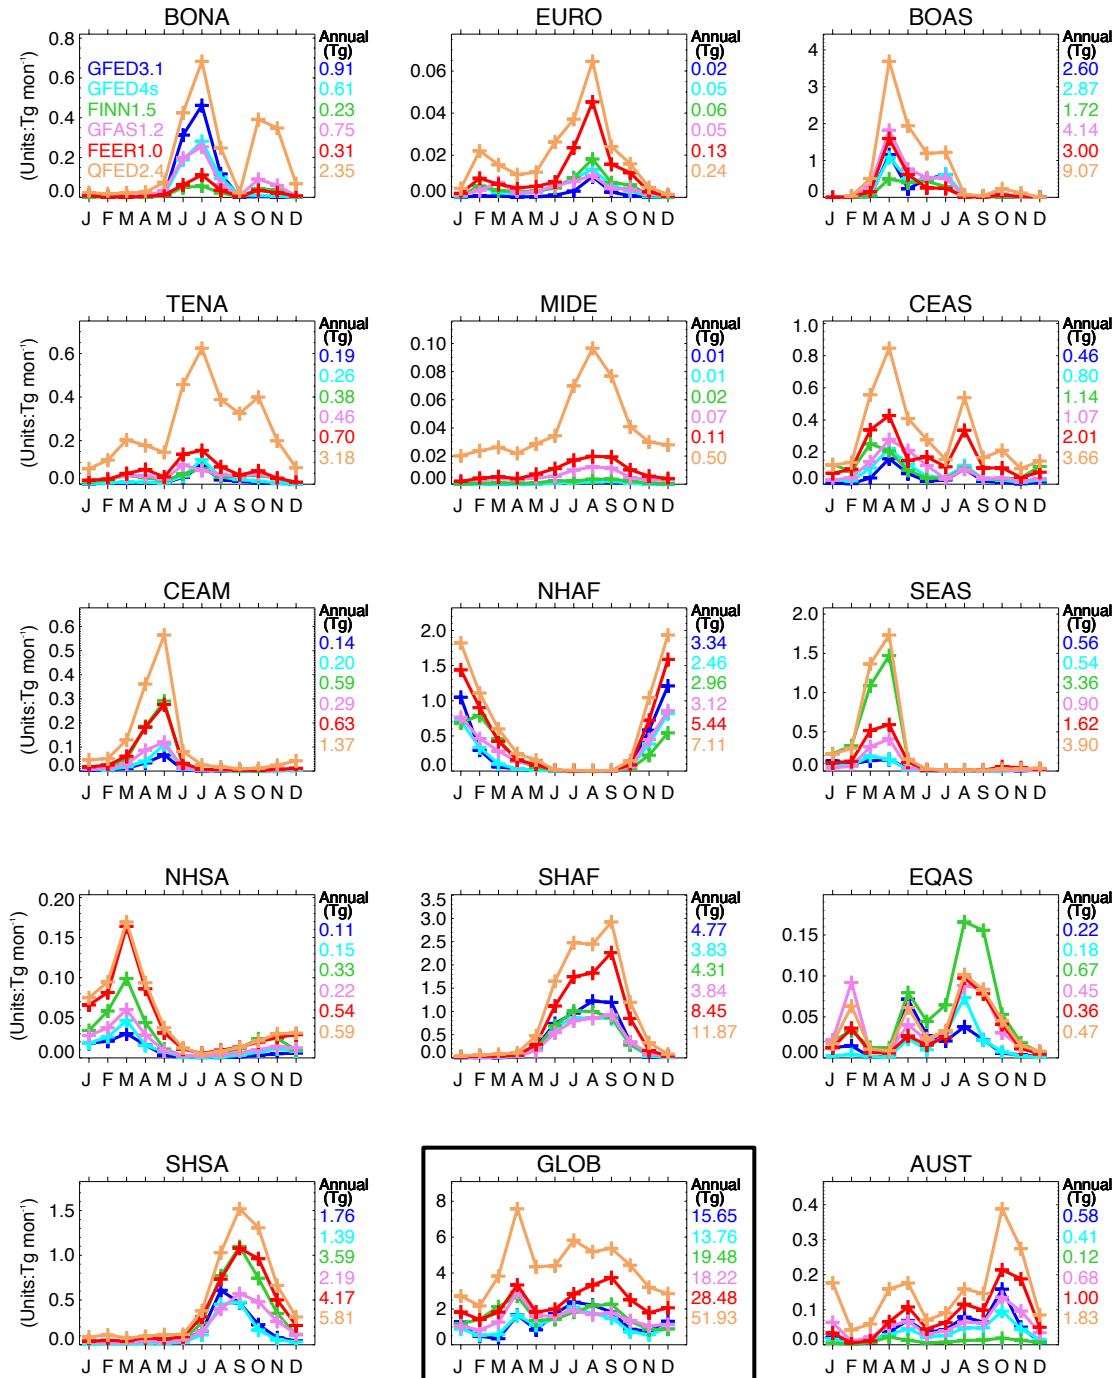 BONA
Annual
(Tg)
(Units:Tg mon⁻¹)
0.8
0.6
0.4
0.2
0.0
GFED3.1
GFED4s
FINN1.5
GFAS1.2
FEER1.0
QFED2.4
0.91
0.61
0.23
0.75
0.31
2.35
J F M A M J J A S O N D
EURO
Annual
(Tg)
0.06
0.04
0.02
0.00
0.02
0.05
0.06
0.05
0.13
0.24
J F M A M J J A S O N D
BOAS
Annual
(Tg)
4
3
2
1
0
2.60
2.87
1.72
4.14
3.00
9.07
J F M A M J J A S O N D
TENA
Annual
(Tg)
(Units:Tg mon⁻¹)
0.6
0.4
0.2
0.0
0.19
0.26
0.38
0.46
0.70
3.18
J F M A M J J A S O N D
MIDE
Annual
(Tg)
0.10
0.08
0.06
0.04
0.02
0.00
0.01
0.01
0.02
0.07
0.11
0.50
J F M A M J J A S O N D
CEAS
Annual
(Tg)
1.0
0.8
0.6
0.4
0.2
0.0
0.46
0.80
1.14
1.07
2.01
3.66
J F M A M J J A S O N D
CEAM
Annual
(Tg)
(Units:Tg mon⁻¹)
0.6
0.5
0.4
0.3
0.2
0.1
0.0
0.14
0.20
0.59
0.29
0.63
1.37
J F M A M J J A S O N D
NHAF
Annual
(Tg)
2.0
1.5
1.0
0.5
0.0
3.34
2.46
2.96
3.12
5.44
7.11
J F M A M J J A S O N D
SEAS
Annual
(Tg)
2.0
1.5
1.0
0.5
0.0
0.56
0.54
3.36
0.90
1.62
3.90
J F M A M J J A S O N D
NHSA
Annual
(Tg)
(Units:Tg mon⁻¹)
0.20
0.15
0.10
0.05
0.00
0.11
0.15
0.33
0.22
0.54
0.59
J F M A M J J A S O N D
SHAF
Annual
(Tg)
3.5
3.0
2.5
2.0
1.5
1.0
0.5
0.0
4.77
3.83
4.31
3.84
8.45
11.87
J F M A M J J A S O N D
EQAS
Annual
(Tg)
0.15
0.10
0.05
0.00
0.22
0.18
0.67
0.45
0.36
0.47
J F M A M J J A S O N D
SHSA
Annual
(Tg)
(Units:Tg mon⁻¹)
1.5
1.0
0.5
0.0
1.76
1.39
3.59
2.19
4.17
5.81
J F M A M J J A S O N D
GLOB
Annual
(Tg)
8
6
4
2
0
15.65
13.76
19.48
18.22
28.48
51.93
J F M A M J J A S O N D
AUST
Annual
(Tg)
0.4
0.3
0.2
0.1
0.0
0.58
0.41
0.12
0.68
1.00
1.83
J F M A M J J A S O N D